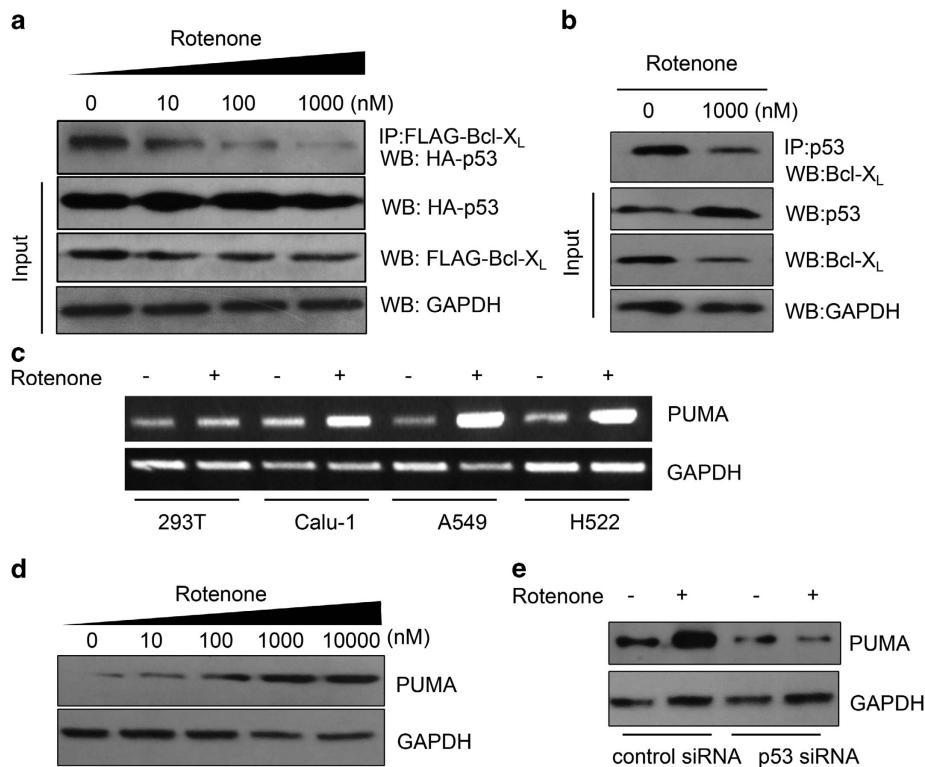 a
Rotenone
0 10 100 1000 (nM)
IP:FLAG-Bcl-XL
WB: HA-p53
WB: HA-p53
WB: FLAG-Bcl-XL
WB: GAPDH
Input
b
Rotenone
0 1000 (nM)
IP:p53
WB:Bcl-XL
WB:p53
WB:Bcl-XL
WB:GAPDH
Input
c
Rotenone - + - + - + - +
PUMA
GAPDH
293T Calu-1 A549 H522
d
Rotenone
0 10 100 1000 10000 (nM)
PUMA
GAPDH
e
Rotenone - + - +
PUMA
GAPDH
control siRNA p53 siRNA